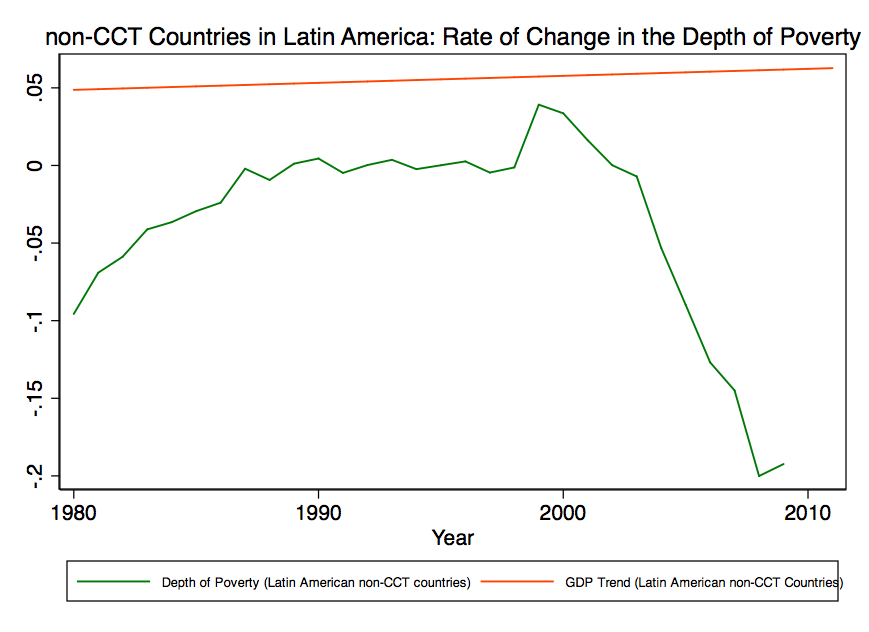 non-CCT Countries in Latin America: Rate of Change in the Depth of Poverty
.05
0
-.05
-.1
-.15
-.2
1980 1990 2000 2010
Year
Depth of Poverty (Latin American non-CCT countries) GDP Trend (Latin American non-CCT Countries)